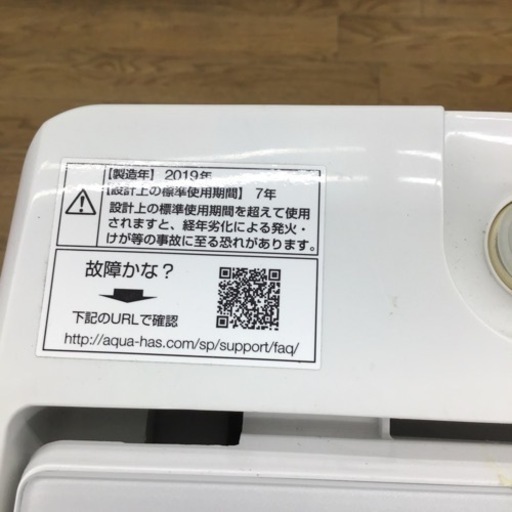 【製造年】 2019年
【設計上の標準使用期間】 7年
設計上の標準使用期間を超えて使用
されますと、経年劣化による発火・
けが等の事故に至る恐れがあります。
故障かな？
下記のURLで確認
http://aqua-has.com/sp/support/faq/